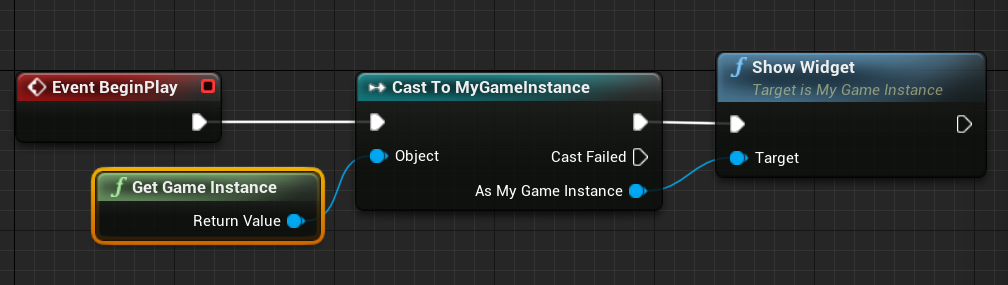 Event BeginPlay
Cast To MyGameInstance
Show Widget
Target is My Game Instance
Object
Cast Failed
Target
Get Game Instance
As My Game Instance
Return Value